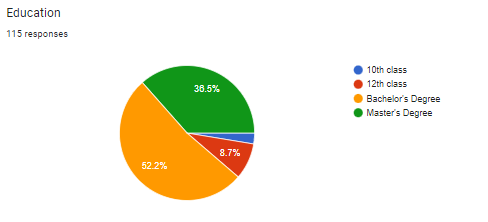 Education
115 responses
36.5%
8.7%
52.2%
10th class
12th class
Bachelor's Degree
Master's Degree